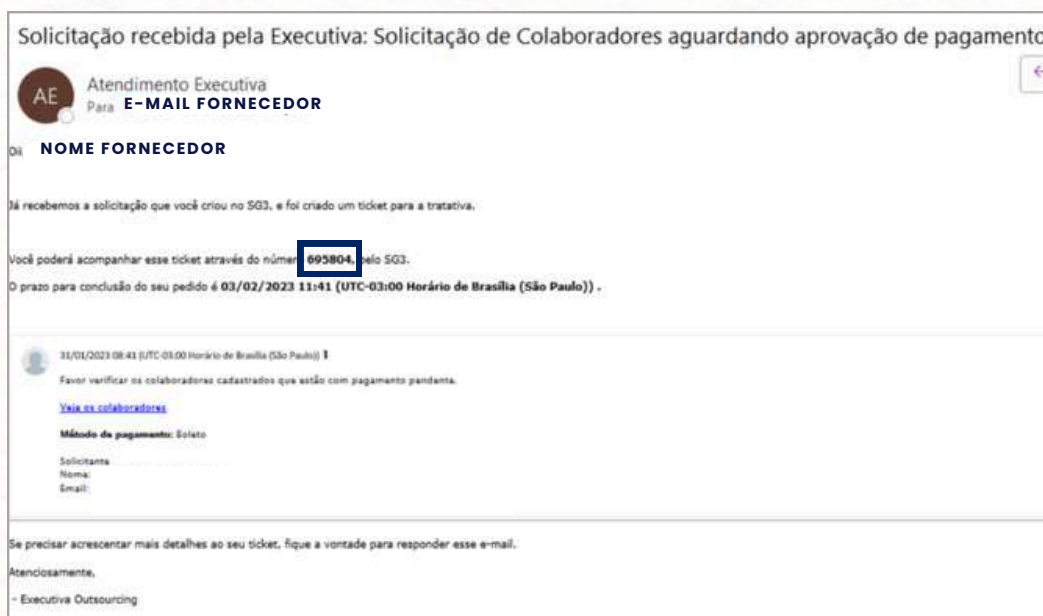 Solicitação recebida pela Executiva: Solicitação de Colaboradores aguardando aprovação de pagamento
AE
Atendimento Executiva
Para E-MAIL FORNECEDOR
NOME FORNECEDOR
Já recebemos a solicitação que você criou no SG3, e foi criado um ticket para a tratativa.
Você poderá acompanhar esse ticket através do númer 695804, pelo SG3.
O prazo para conclusão do seu pedido é 03/02/2023 11:41 (UTC-03:00 Horário de Brasília (São Paulo)) .
31/01/2023 08:41 (UTC-03:00 Horário de Brasília (São Paulo)) 1
Favor verificar os colaboradores cadastrados que estão com pagamento pendente.
Veja os colaboradores
Método de pagamento: Boleto
Solicitante
Nome:
Email:
Se precisar acrescentar mais detalhes ao seu ticket, fique a vontade para responder esse e-mail.
Atenciosamente,
- Executiva Outsourcing